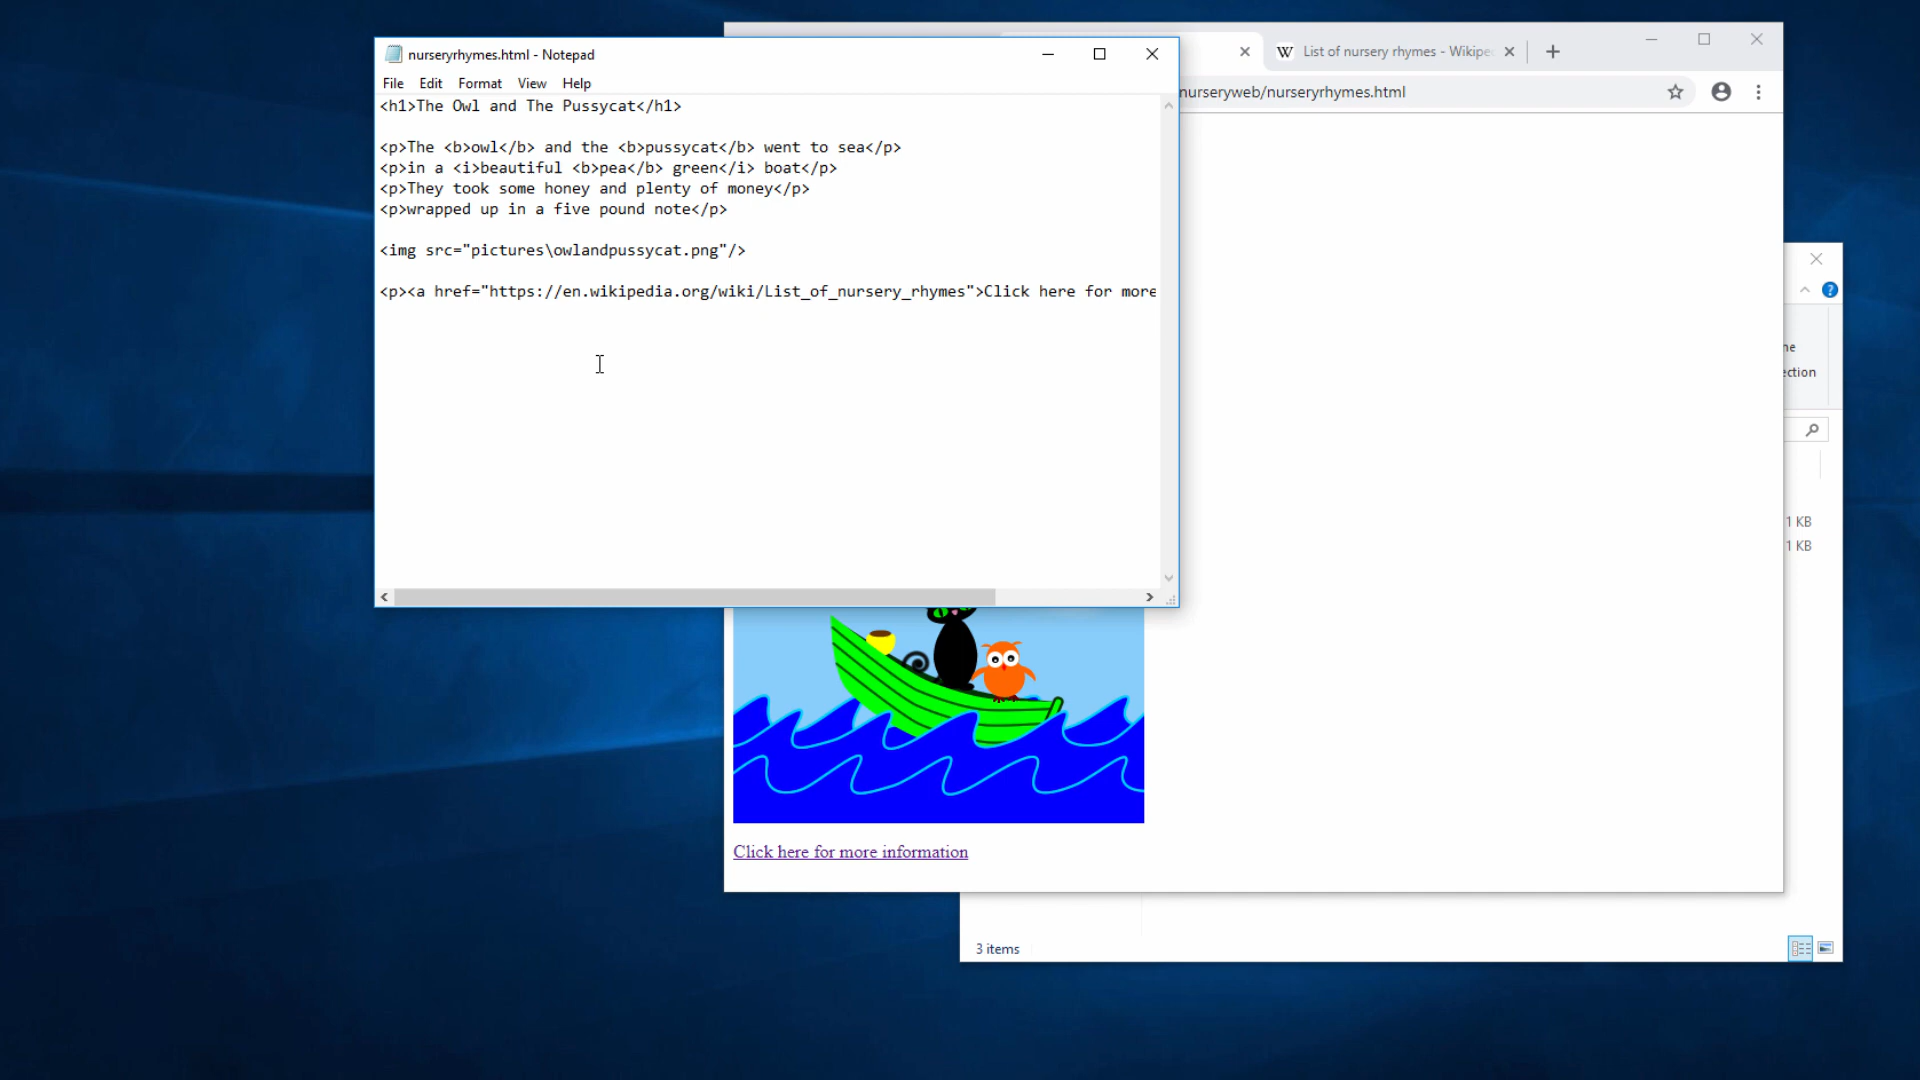 nurseryrhymes.html - Notepad
File Edit Format View Help
<h1>The Owl and The Pussycat</h1>
<p>The <b>owl</b> and the <b>pussycat</b> went to sea</p>
<p>in a <i>beautiful <b>pea</b> green</i> boat</p>
<p>They took some honey and plenty of money</p>
<p>wrapped up in a five pound note</p>
<img src="pictures\owlandpussycat.png"/>
<p><a href="https://en.wikipedia.org/wiki/List_of_nursery_rhymes">Click here for more
W List of nursery rhymes - Wikipe
nurseryweb/nurseryrhymes.html
Click here for more information
1 KB
1 KB
3 items